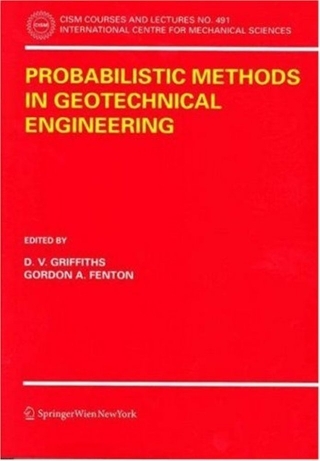 CISM COURSES AND LECTURES NO. 491
INTERNATIONAL CENTRE FOR MECHANICAL SCIENCES
PROBABILISTIC METHODS
IN GEOTECHNICAL
ENGINEERING
EDITED BY
D. V. GRIFFITHS
GORDON A. FENTON
SpringerWienNewYork